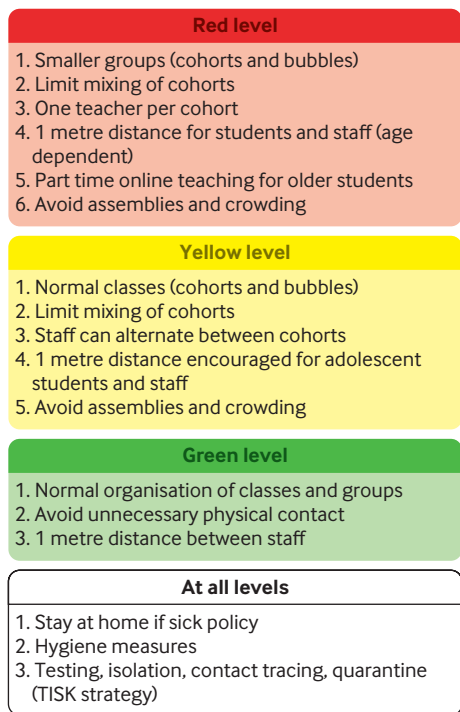 Red level
1. Smaller groups (cohorts and bubbles)
2. Limit mixing of cohorts
3. One teacher per cohort
4. 1 metre distance for students and staff (age
dependent)
5. Part time online teaching for older students
6. Avoid assemblies and crowding
Yellow level
1. Normal classes (cohorts and bubbles)
2. Limit mixing of cohorts
3. Staff can alternate between cohorts
4. 1 metre distance encouraged for adolescent
students and staff
5. Avoid assemblies and crowding
Green level
1. Normal organisation of classes and groups
2. Avoid unnecessary physical contact
3. 1 metre distance between staff
At all levels
1. Stay at home if sick policy
2. Hygiene measures
3. Testing, isolation, contact tracing, quarantine
(TISK strategy)